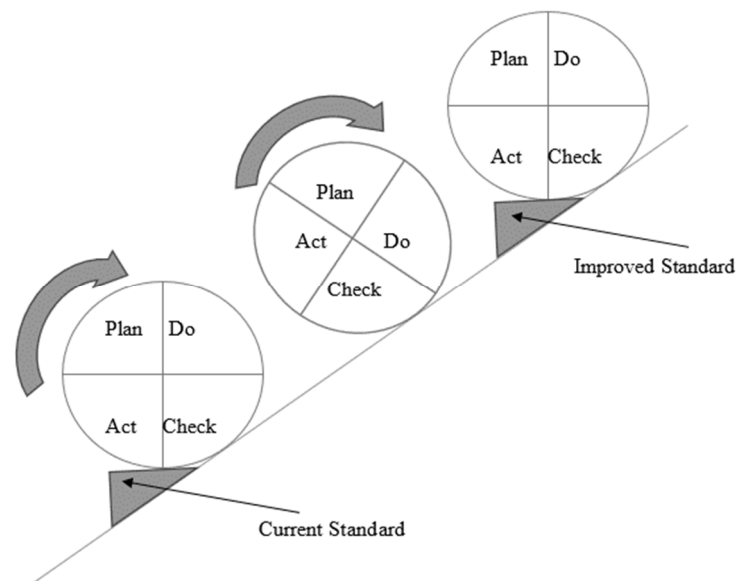 Plan Do
Act Check
Improved Standard
Plan
Act Do
Check
Plan Do
Act Check
Current Standard